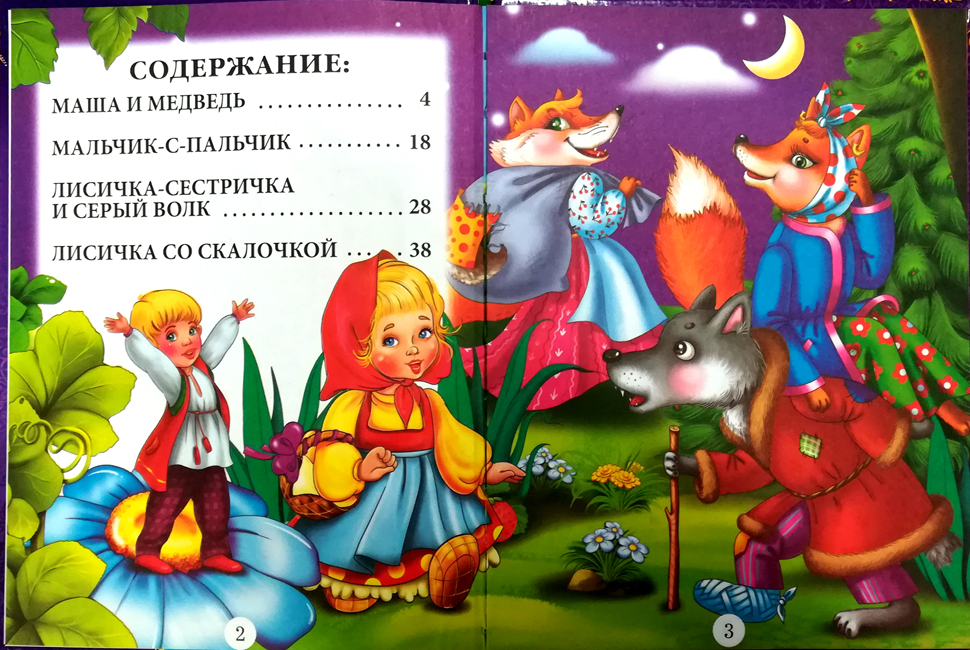 СОДЕРЖАНИЕ:
МАША И МЕДВЕДЬ ............... 4
МАЛЬЧИК-С-ПАЛЬЧИК ........... 18
ЛИСИЧКА-СЕСТРИЧКА
И СЕРЫЙ ВОЛК ................... 28
ЛИСИЧКА СО СКАЛОЧКОЙ ...... 38
2
3